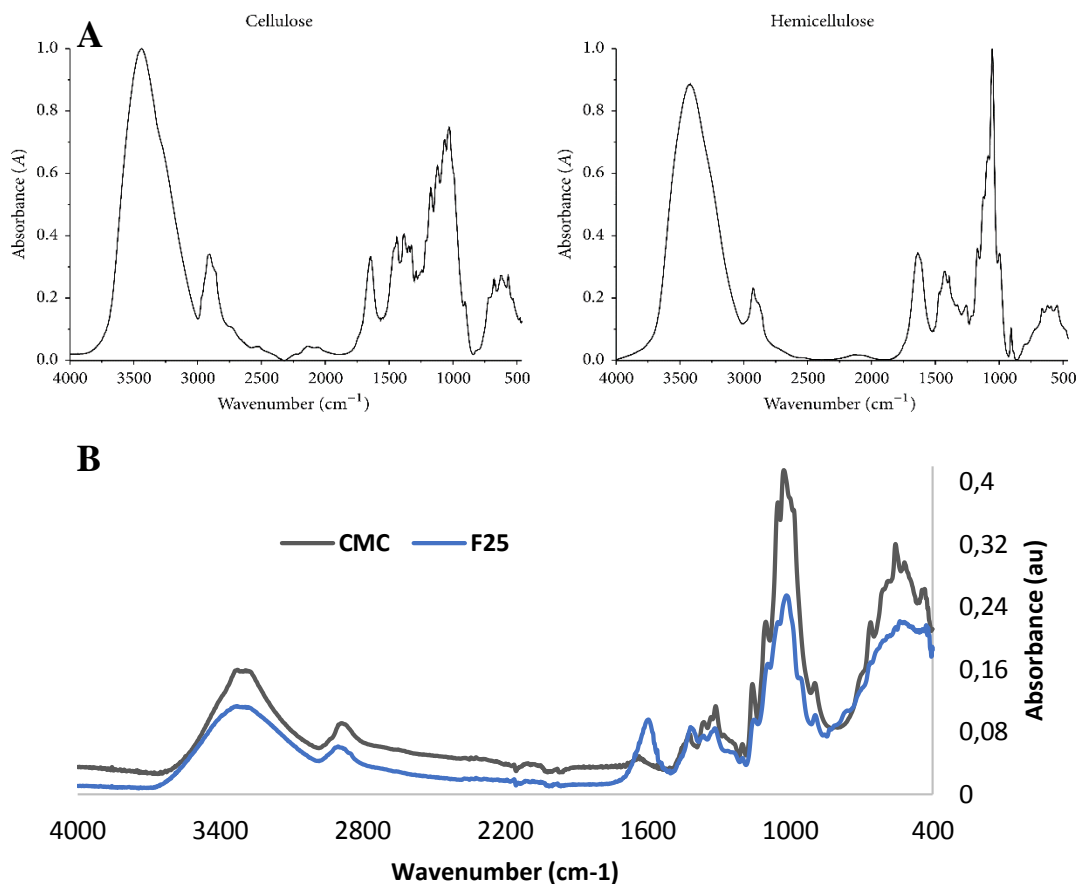 A
Cellulose
Absorbance (A)
1.0
0.8
0.6
0.4
0.2
0.0
4000 3500 3000 2500 2000 1500 1000 500
Wavenumber (cm⁻¹)
Hemicellulose
Absorbance (A)
1.0
0.8
0.6
0.4
0.2
0.0
4000 3500 3000 2500 2000 1500 1000 500
Wavenumber (cm⁻¹)
B
CMC F25
0,4
0,32
0,24
0,16
0,08
0
Absorbance (au)
4000 3400 2800 2200 1600 1000 400
Wavenumber (cm-1)